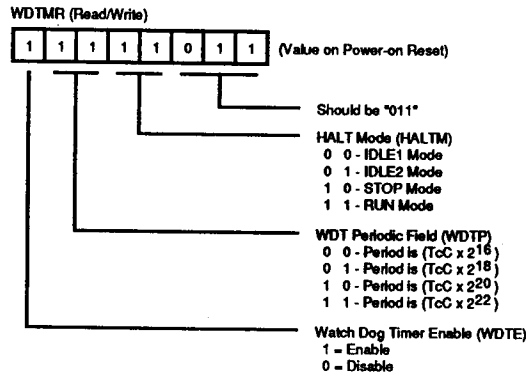 WDTMR (Read/Write)
1 1 1 1 1 0 1 1 (Value on Power-on Reset)
Should be "011"
HALT Mode (HALTM)
0 0 - IDLE1 Mode
0 1 - IDLE2 Mode
1 0 - STOP Mode
1 1 - RUN Mode
WDT Periodic Field (WDTP)
0 0 - Period is (TcC x 2^16)
0 1 - Period is (TcC x 2^18)
1 0 - Period is (TcC x 2^20)
1 1 - Period is (TcC x 2^22)
Watch Dog Timer Enable (WDTE)
1 = Enable
0 = Disable